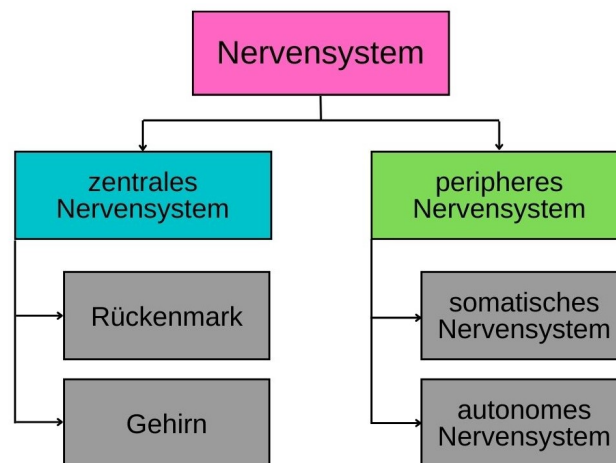 Nervensystem
zentrales
Nervensystem
peripheres
Nervensystem
Rückenmark
somatisches
Nervensystem
Gehirn
autonomes
Nervensystem